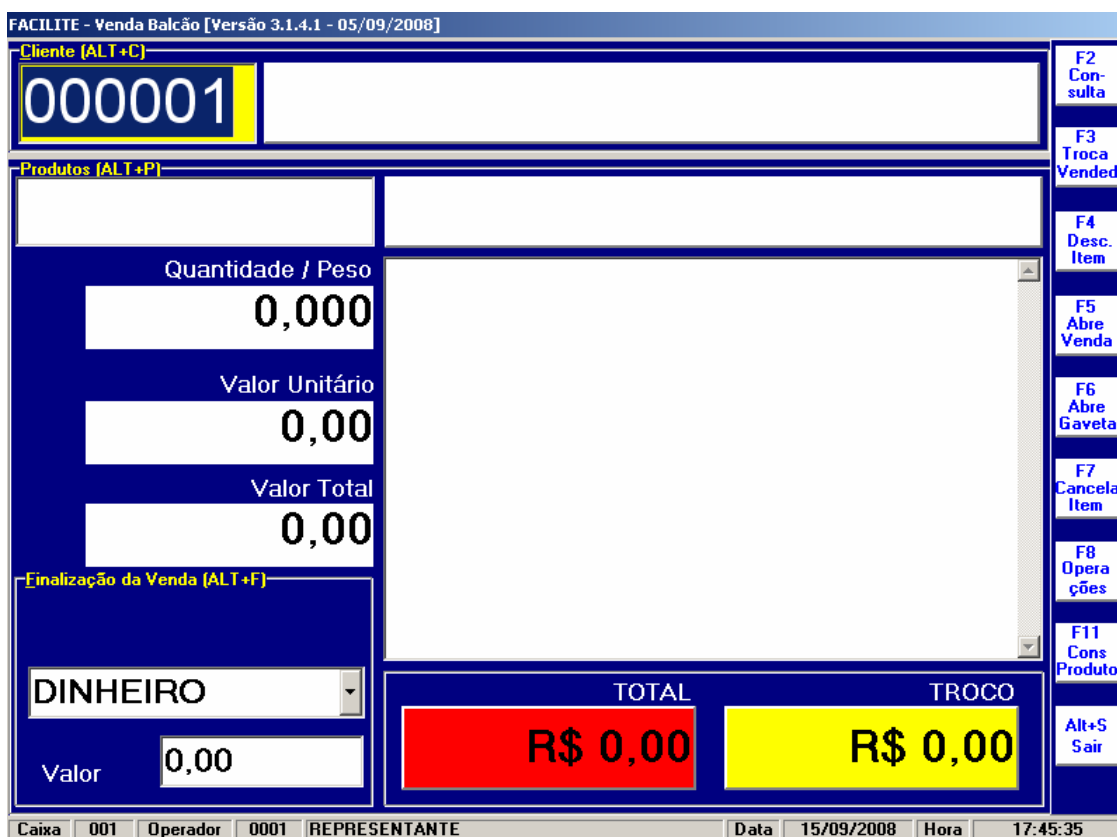 FACILITE - Venda Balcão [Versão 3.1.4.1 - 05/09/2008]
Cliente (ALT+C)
000001
Produtos (ALT+P)
Quantidade / Peso
0,000
Valor Unitário
0,00
Valor Total
0,00
Finalização da Venda (ALT+F)
DINHEIRO
Valor 0,00
TOTAL
R$ 0,00
TROCO
R$ 0,00
F2
Con-
sulta
F3
Troca
Vended
F4
Desc.
Item
F5
Abre
Venda
F6
Abre
Gaveta
F7
Cancela
Item
F8
Opera
ções
F11
Cons
Produto
Alt+S
Sair
Caixa 001 Operador 0001 REPRESENTANTE Data 15/09/2008 Hora 17:45:35